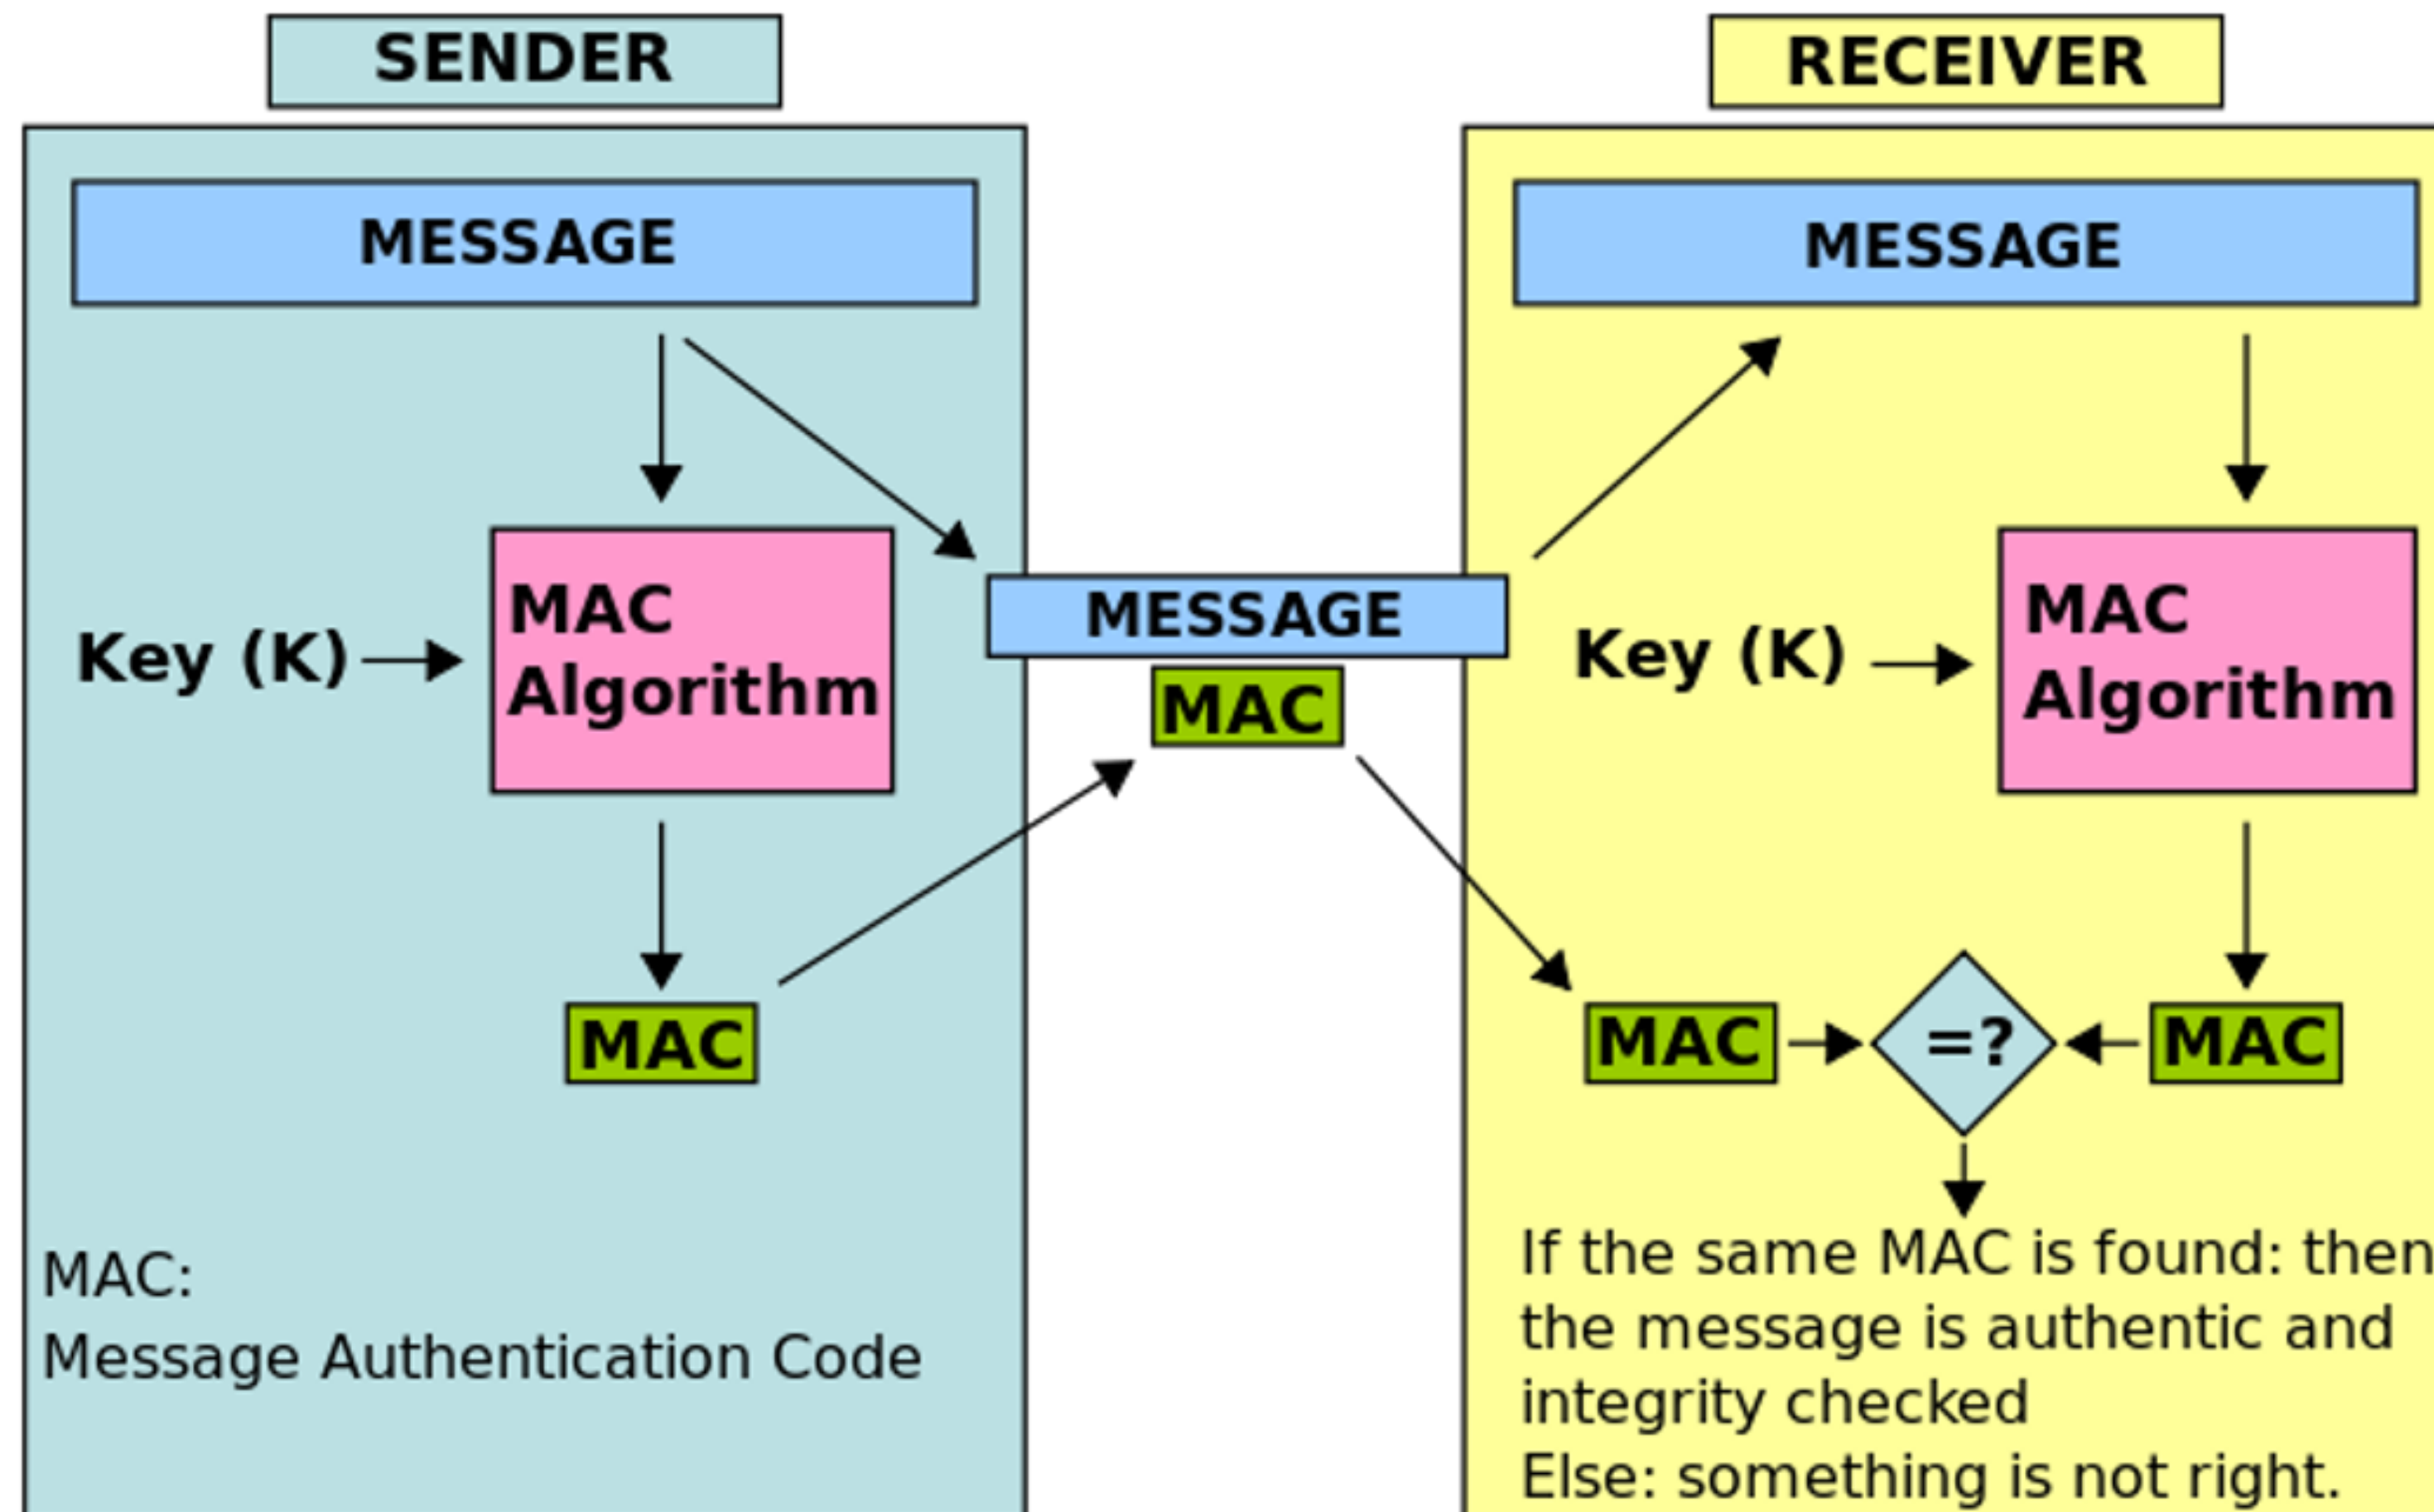 SENDER
MESSAGE
Key (K)
MAC
Algorithm
MAC
MAC:
Message Authentication Code
MESSAGE
MAC
RECEIVER
MESSAGE
Key (K)
MAC
Algorithm
MAC
=?
MAC
If the same MAC is found: then
the message is authentic and
integrity checked
Else: something is not right.